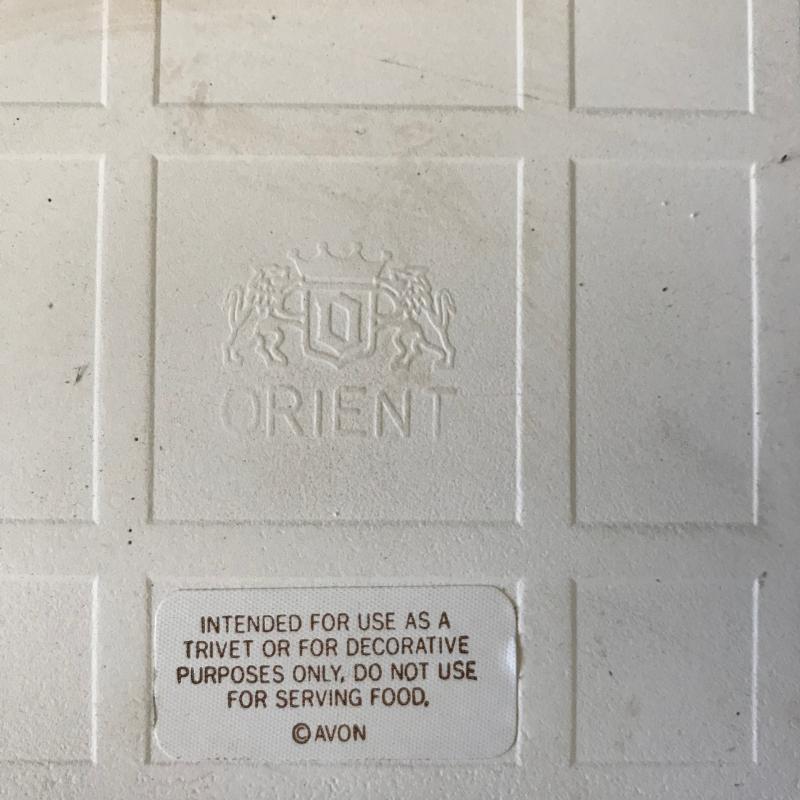 O
ORIENT
INTENDED FOR USE AS A
TRIVET OR FOR DECORATIVE
PURPOSES ONLY. DO NOT USE
FOR SERVING FOOD.
©AVON